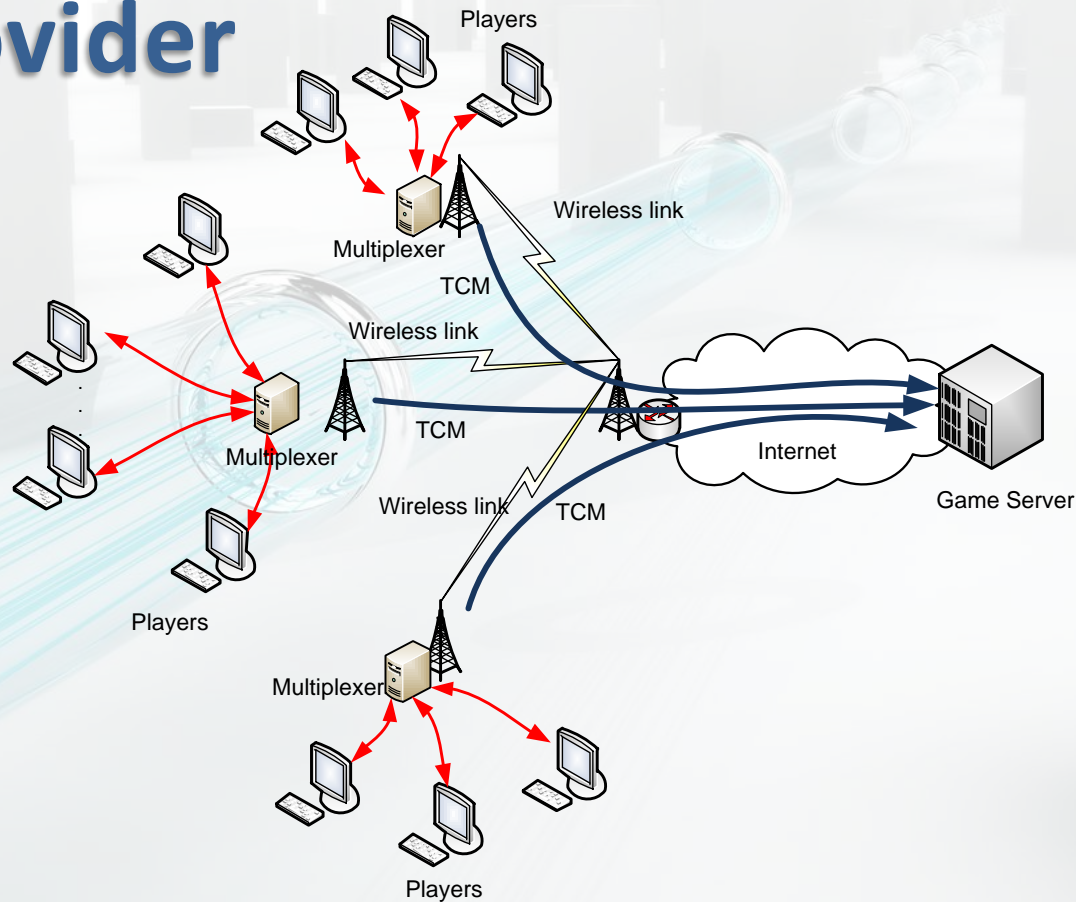 ovider
Players
Wireless link
Multiplexer
TCM
Wireless link
TCM
Multiplexer
Internet
Wireless link
TCM
Game Server
Players
Multiplexer
Players